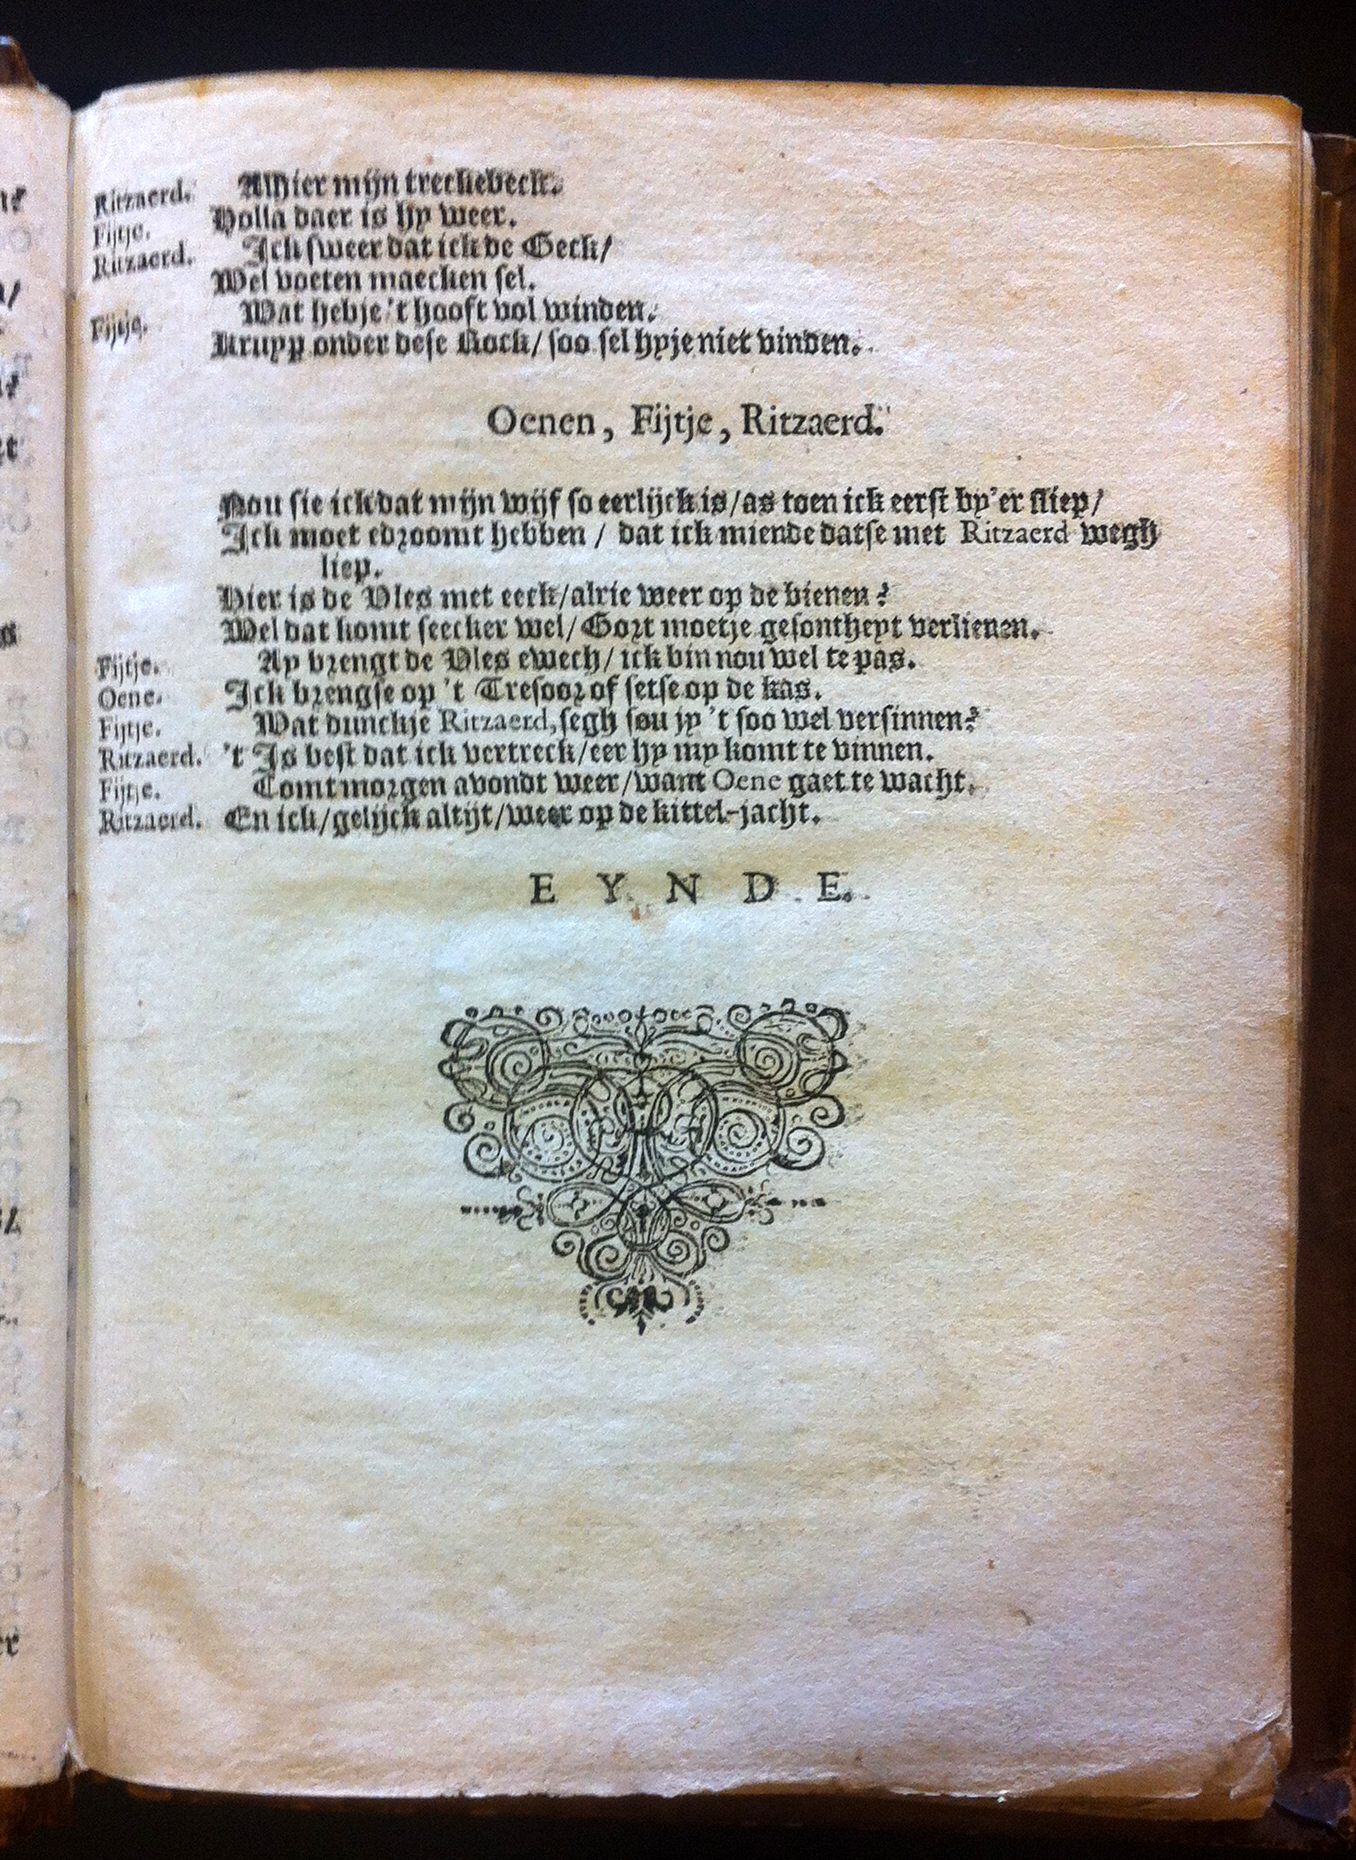 Alhier mijn treckebeck.
Ritzaerd. Holla daer is hy weer.
Fijtje. Ick sweer dat ick de Geck/
Ritzaerd. Wel voeten maecken sel.
Wat hebje 't hooft vol winden.
Fijtje. Kruyp onder dese Rock/ soo sel hyje niet vinden.
Oenen, Fijtje, Ritzaerd.
Nou sie ick dat mijn wijf so eerlijck is/as toen ick eerst by'er sliep/
Ick moet edroomt hebben / dat ick miende datse met Ritzaerd wegh
liep.
Hier is de Vles met eeck/alrie weer op de bienen?
Wel dat komt seecker wel/ Gort moetje gesontheyt verlienen.
Fijtje. Ay brengt de Vles ewech/ ick bin nou wel te pas.
Oene. Ick brengse op 't Tresoor of setse op de kas.
Fijtje. Wat dunckje Ritzaerd, segh sou jy 't soo wel versinnen?
Ritzaerd. 't Is best dat ick vertreck/eer hy my komt te vinnen.
Fijtje. Comt morgen avondt weer/want Oene gaet te wacht.
Ritzaerd. En ick/gelijck altijt/weer op de kittel-jacht.
EYNDE.